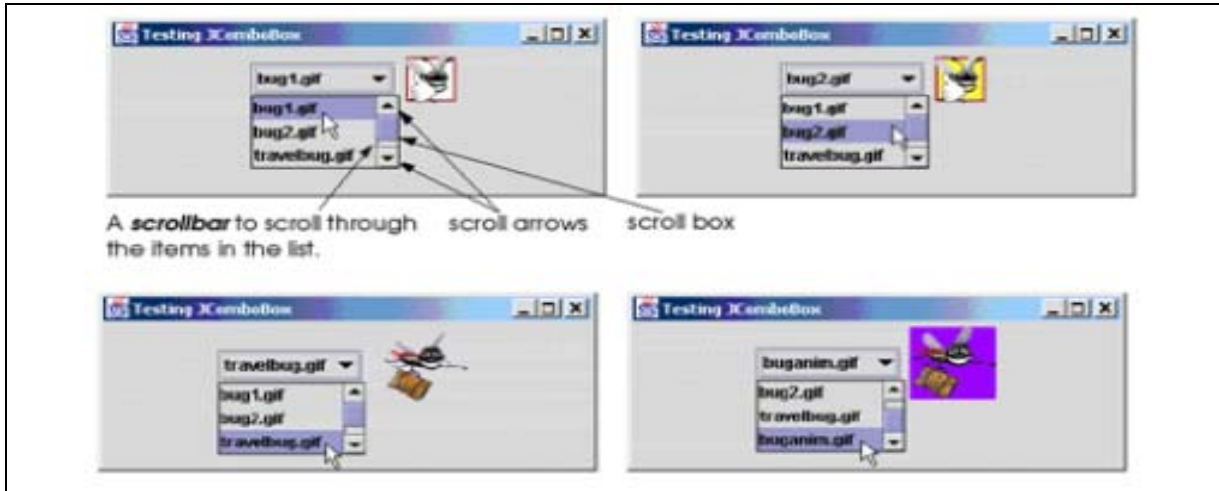 Testing JComboBox
bug1.gif
bug1.gif
bug2.gif
travelbug.gif
Testing JComboBox
bug2.gif
bug1.gif
bug2.gif
travelbug.gif
A scrollbar to scroll through
the items in the list.
scroll arrows
scroll box
Testing JComboBox
travelbug.gif
bug1.gif
bug2.gif
travelbug.gif
Testing JComboBox
buganim.gif
bug2.gif
travelbug.gif
buganim.gif